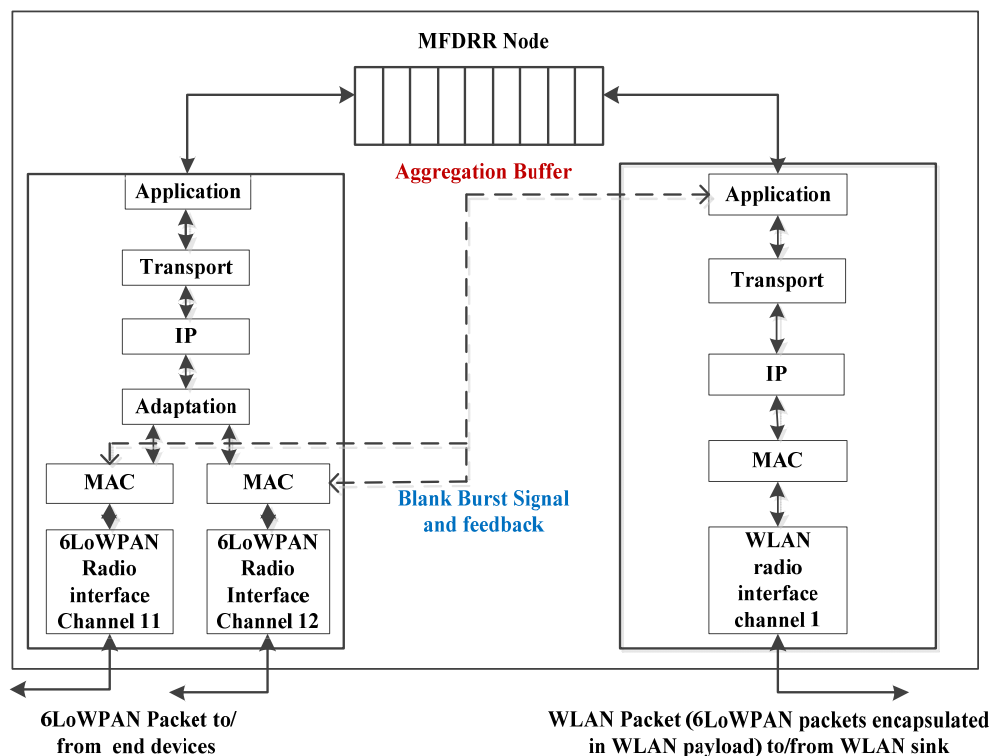 MFDRR Node
Aggregation Buffer
Application
Transport
IP
Adaptation
MAC
MAC
6LoWPAN
Radio
interface
Channel 11
6LoWPAN
Radio
Interface
Channel 12
Blank Burst Signal
and feedback
Application
Transport
IP
MAC
WLAN
radio
interface
channel 1
6LoWPAN Packet to/
from end devices
WLAN Packet (6LoWPAN packets encapsulated
in WLAN payload) to/from WLAN sink